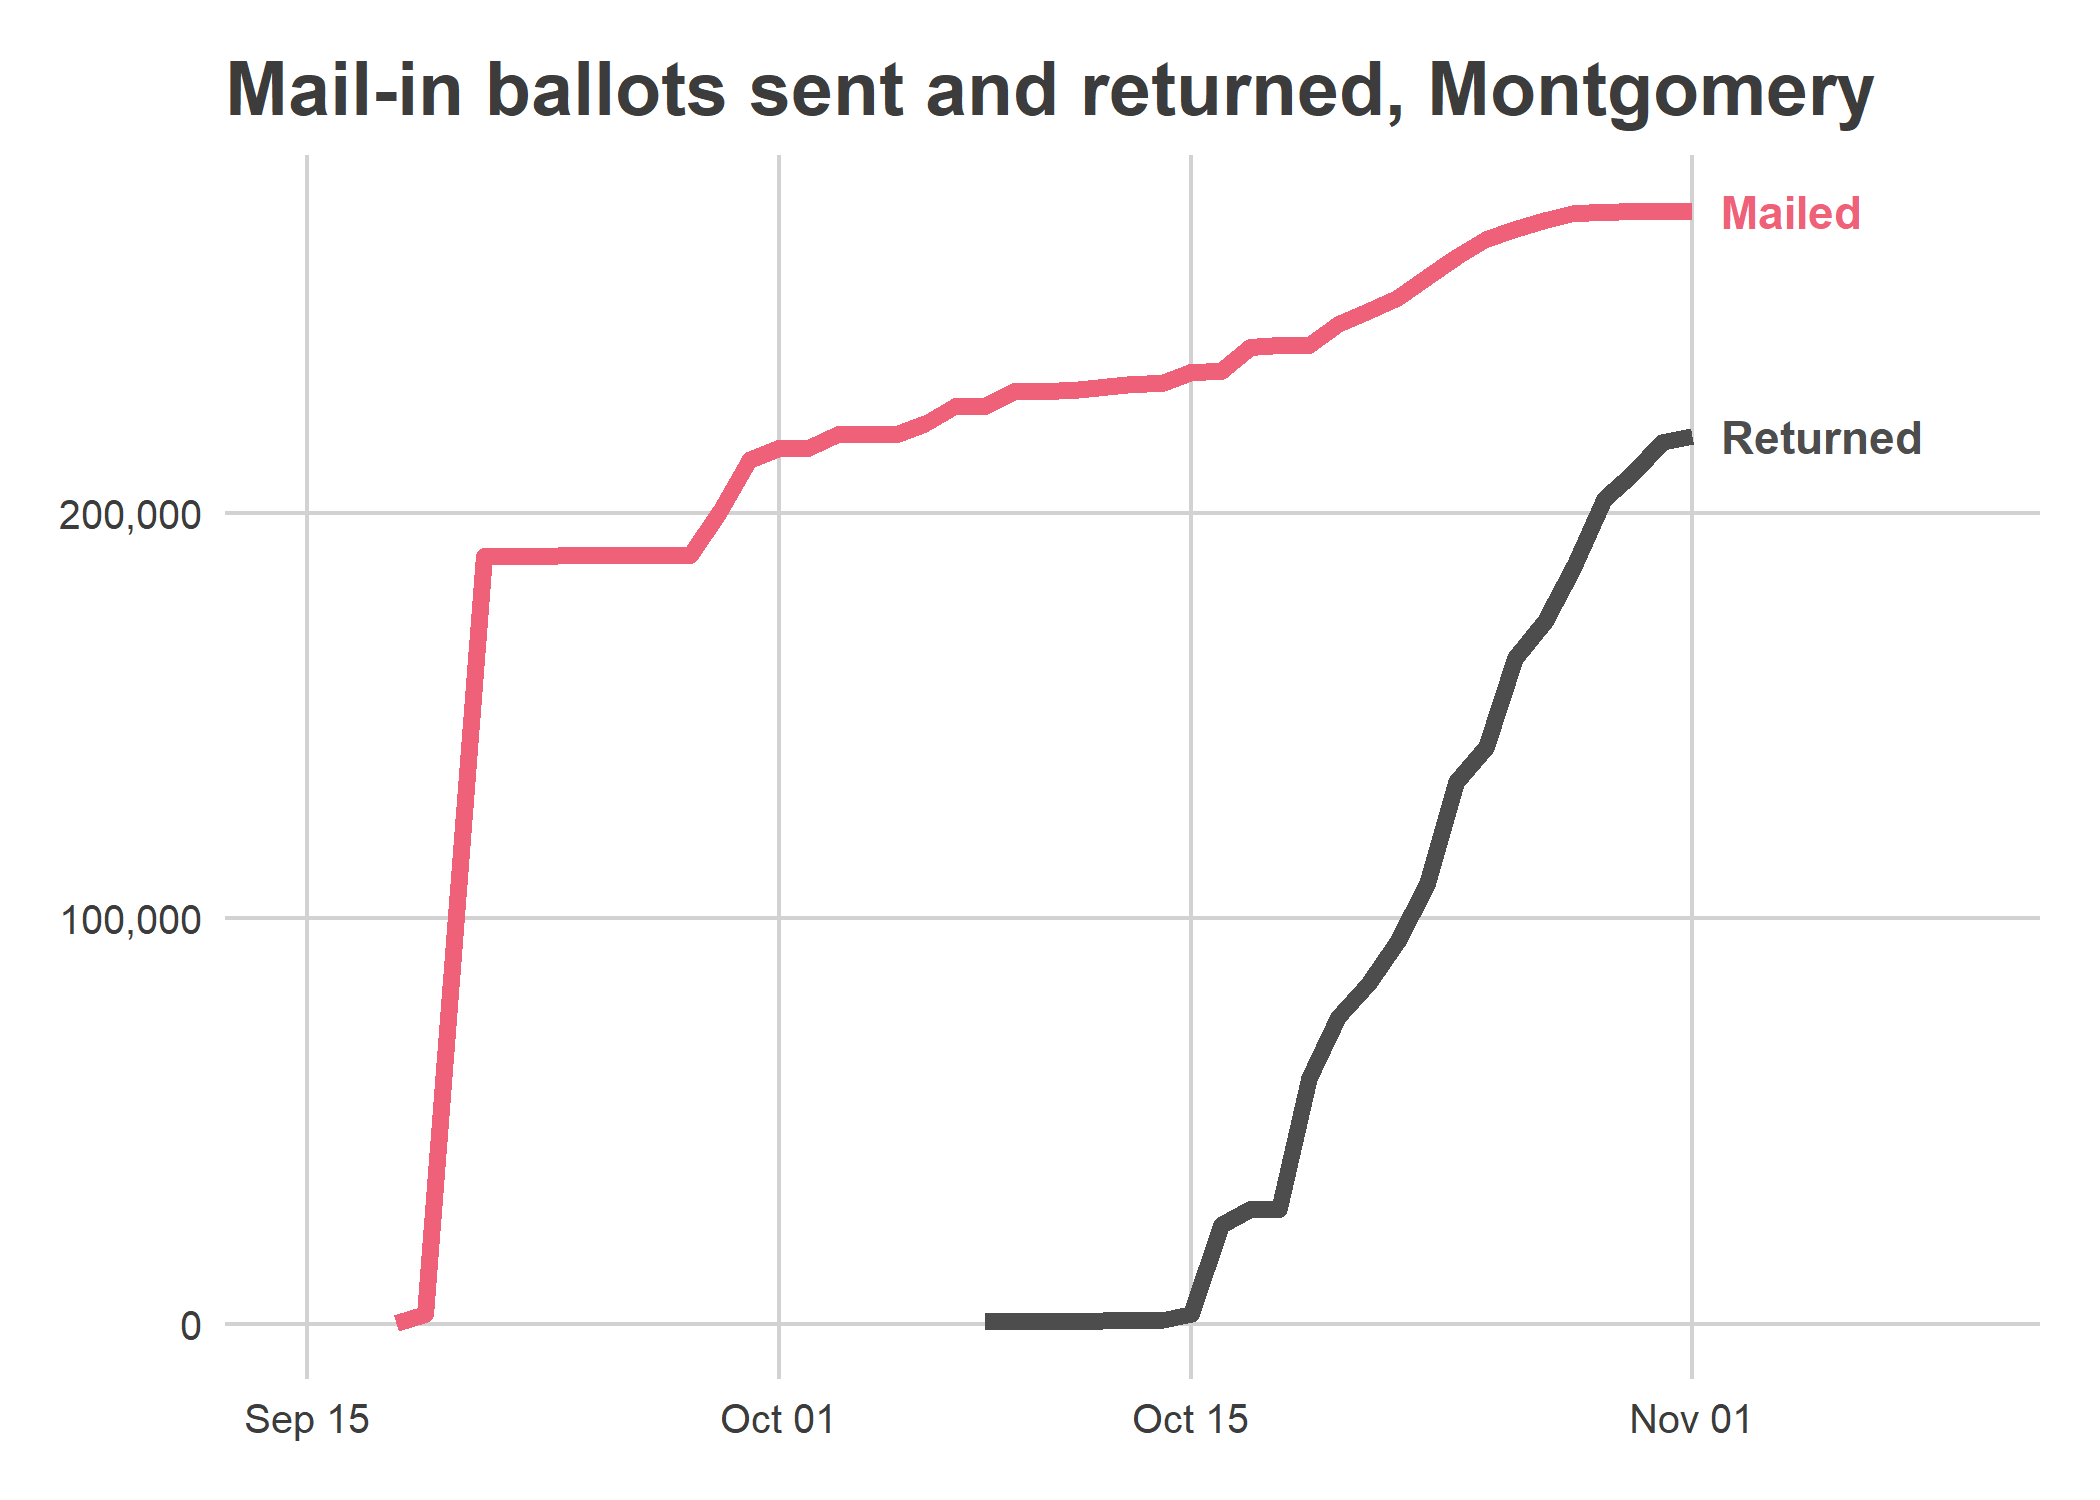 Mail-in ballots sent and returned, Montgomery
Mailed
Returned
200,000
100,000
0
Sep 15
Oct 01
Oct 15
Nov 01